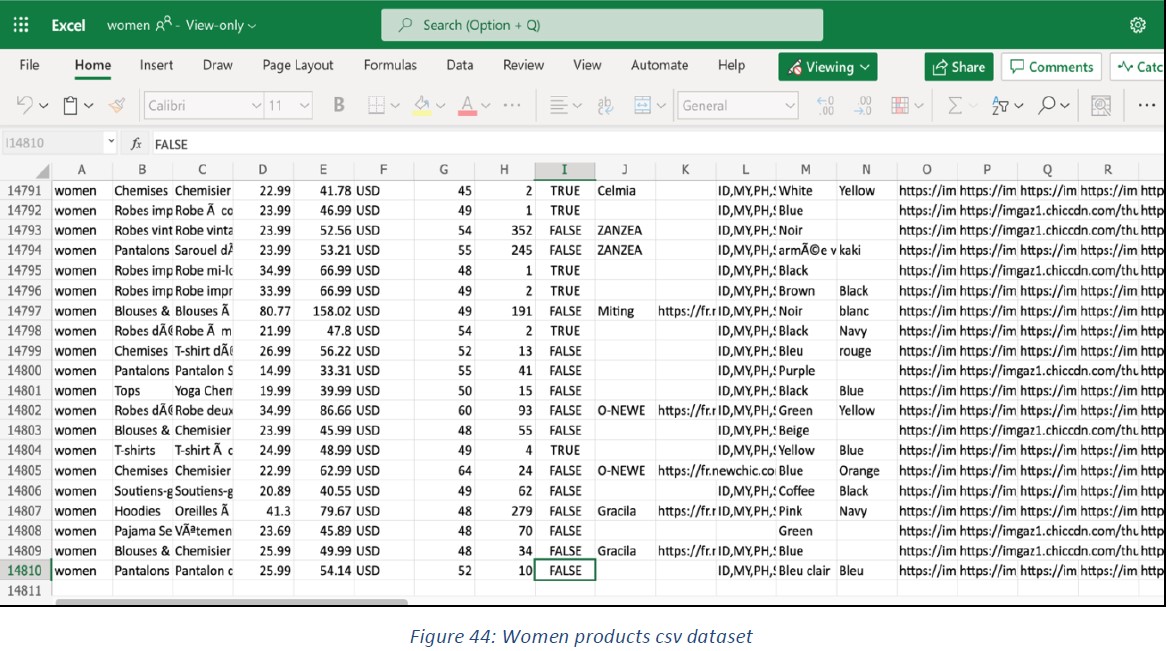 Excel women - View-only Search (Option + Q)
File Home Insert Draw Page Layout Formulas Data Review View Automate Help Viewing Share Comments Catc
Calibri 11 B A ... General ...
I14810 fx FALSE
A B C D E F G H I J K L M N O P Q R
14791 women Chemises Chemisier 22.99 41.78 USD 45 2 TRUE Celmia ID,MY,PH,S White Yellow https://im https://im https://im https://im http
14792 women Robes imp Robe Ã  co 23.99 46.99 USD 49 1 TRUE ID,MY,PH,S Blue https://im https://imgaz1.chiccdn.com/thu http
14793 women Robes vint Robe vinta 23.99 52.56 USD 54 352 FALSE ZANZEA ID,MY,PH,S Noir https://im https://imgaz1.chiccdn.com/thu http
14794 women Pantalons Sarouel dÃ 23.99 53.21 USD 55 245 FALSE ZANZEA ID,MY,PH,S armÃ©e v kaki https://im https://imgaz1.chiccdn.com/thu http
14795 women Robes imp Robe mi-lo 34.99 66.99 USD 48 1 TRUE ID,MY,PH,S Black https://im https://imgaz1.chiccdn.com/thu http
14796 women Robes imp Robe impr 33.99 66.99 USD 49 2 TRUE ID,MY,PH,S Brown Black https://im https://im https://im https://im http
14797 women Blouses & Blouses Ã 80.77 158.02 USD 49 191 FALSE Miting https://fr.r ID,MY,PH,S Noir blanc https://im https://im https://im https://im http
14798 women Robes dÃ© Robe Ã  m 21.99 47.8 USD 54 2 TRUE ID,MY,PH,S Black Navy https://im https://im https://im https://im http
14799 women Chemises T-shirt dÃ© 26.99 56.22 USD 52 13 FALSE ID,MY,PH,S Bleu rouge https://im https://im https://im https://im http
14800 women Pantalons Pantalon S 14.99 33.31 USD 55 41 FALSE ID,MY,PH,S Purple https://im https://imgaz1.chiccdn.com/thu http
14801 women Tops Yoga Chem 19.99 39.99 USD 50 15 FALSE ID,MY,PH,S Black Blue https://im https://im https://im https://im http
14802 women Robes dÃ© Robe deux 34.99 86.66 USD 60 93 FALSE O-NEWE https://fr.r ID,MY,PH,S Green Yellow https://im https://im https://im https://im http
14803 women Blouses & Chemisier 23.99 45.99 USD 48 55 FALSE ID,MY,PH,S Beige https://im https://imgaz1.chiccdn.com/thu http
14804 women T-shirts T-shirt Ã  c 24.99 48.99 USD 49 4 TRUE ID,MY,PH,S Yellow Blue https://im https://im https://im https://im http
14805 women Chemises Chemisier 22.99 62.99 USD 64 24 FALSE O-NEWE https://fr.newchic.co Blue Orange https://im https://im https://im https://im http
14806 women Soutiens-g Soutiens-g 20.89 40.55 USD 49 62 FALSE ID,MY,PH,S Coffee Black https://im https://im https://im https://im http
14807 women Hoodies Oreilles Ã 41.3 79.67 USD 48 279 FALSE Gracila https://fr.r ID,MY,PH,S Pink Navy https://im https://im https://im https://im http
14808 women Pajama Se VÃªtemen 23.69 45.89 USD 48 70 FALSE Green https://im https://imgaz1.chiccdn.com/thu http
14809 women Blouses & Chemisier 25.99 49.99 USD 48 34 FALSE Gracila https://fr.r ID,MY,PH,S Blue https://im https://imgaz1.chiccdn.com/thu http
14810 women Pantalons Pantalon c 25.99 54.14 USD 52 10 FALSE ID,MY,PH,S Bleu clair Bleu https://im https://im https://im https://im http
14811
Figure 44: Women products csv dataset